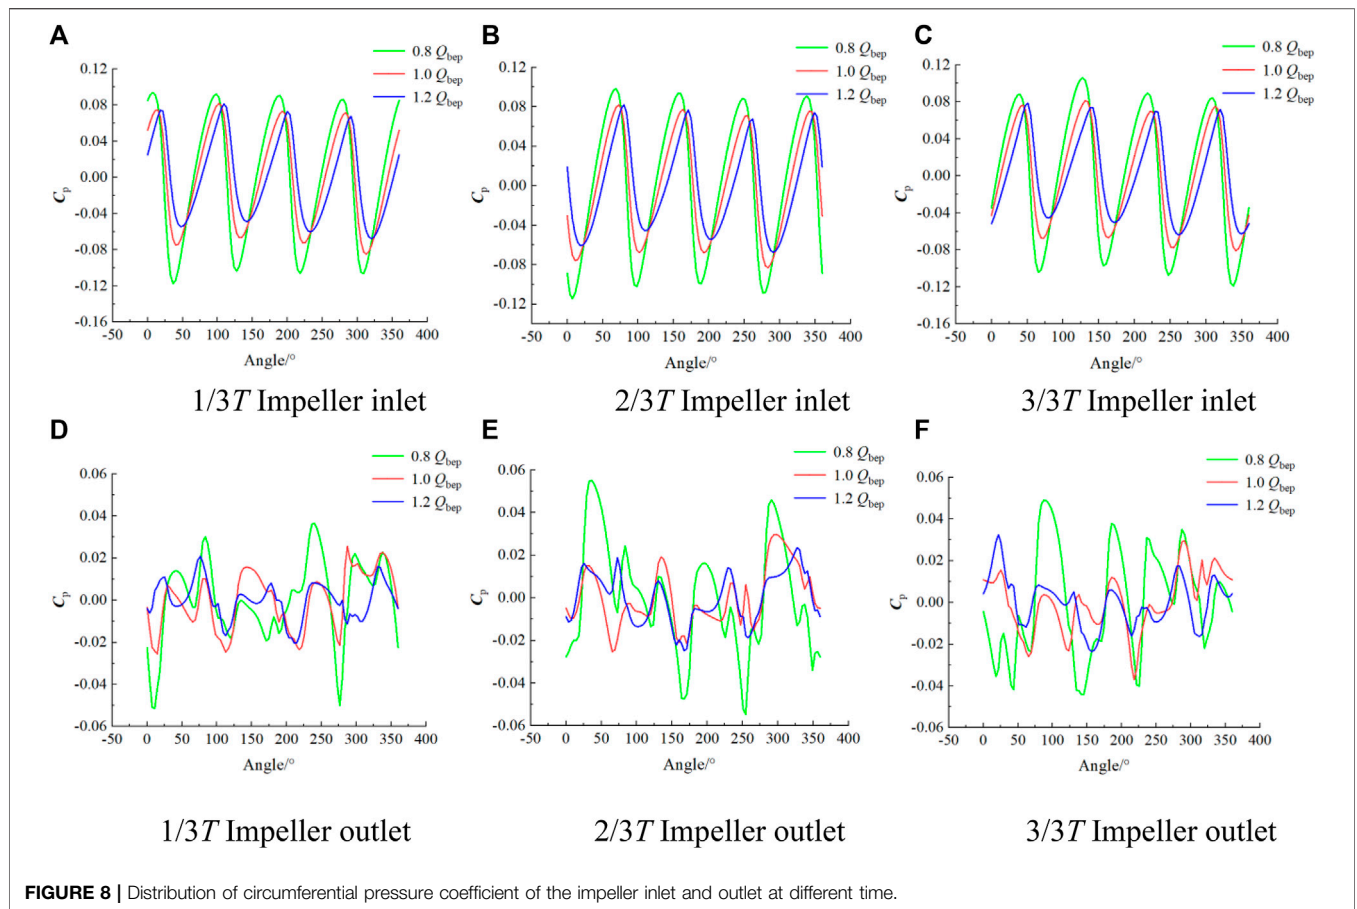 A
0.8 Qbep
1.0 Qbep
1.2 Qbep
0.12
0.08
0.04
0.00
-0.04
-0.08
-0.12
-0.16
Cp
-50 0 50 100 150 200 250 300 350 400
Angle/°
1/3T Impeller inlet
B
0.8 Qbep
1.0 Qbep
1.2 Qbep
0.12
0.08
0.04
0.00
-0.04
-0.08
-0.12
Cp
-50 0 50 100 150 200 250 300 350 400
Angle/°
2/3T Impeller inlet
C
0.8 Qbep
1.0 Qbep
1.2 Qbep
0.12
0.08
0.04
0.00
-0.04
-0.08
-0.12
-0.16
Cp
-50 0 50 100 150 200 250 300 350 400
Angle/°
3/3T Impeller inlet
D
0.8 Qbep
1.0 Qbep
1.2 Qbep
0.06
0.04
0.02
0.00
-0.02
-0.04
-0.06
Cp
-50 0 50 100 150 200 250 300 350 400
Angle/°
1/3T Impeller outlet
E
0.8 Qbep
1.0 Qbep
1.2 Qbep
0.06
0.04
0.02
0.00
-0.02
-0.04
-0.06
Cp
-50 0 50 100 150 200 250 300 350 400
Angle/°
2/3T Impeller outlet
F
0.8 Qbep
1.0 Qbep
1.2 Qbep
0.06
0.04
0.02
0.00
-0.02
-0.04
-0.06
Cp
-50 0 50 100 150 200 250 300 350 400
Angle/°
3/3T Impeller outlet
FIGURE 8 | Distribution of circumferential pressure coefficient of the impeller inlet and outlet at different time.